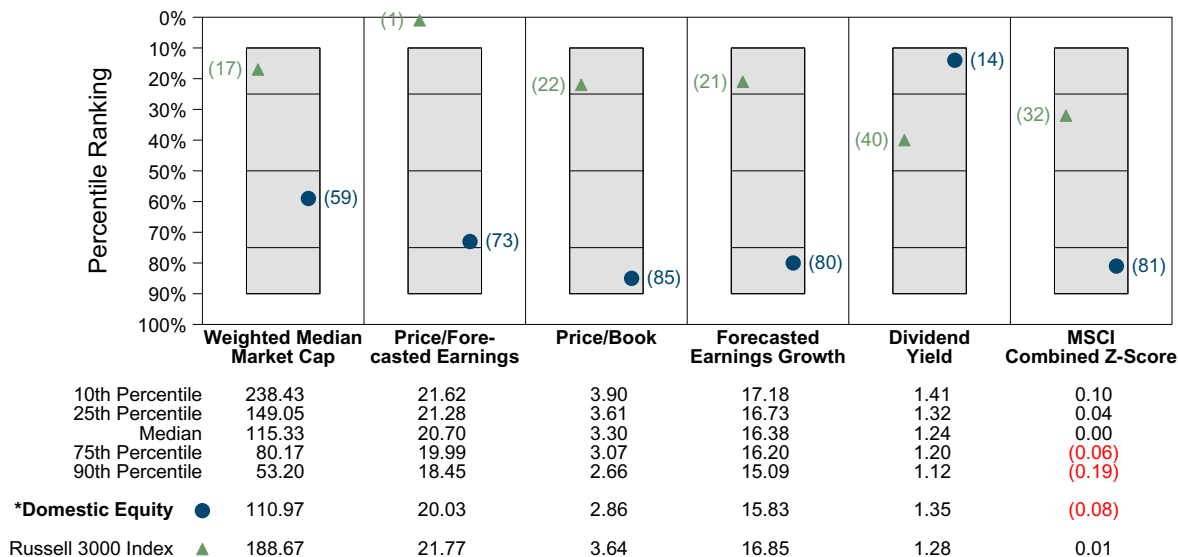 Percentile Ranking
0%
10%
20%
30%
40%
50%
60%
70%
80%
90%
100%
(17)
(59)
(1)
(73)
(22)
(85)
(21)
(80)
(40)
(14)
(32)
(81)
Weighted Median
Market Cap
Price/Fore-
casted Earnings
Price/Book
Forecasted
Earnings Growth
Dividend
Yield
MSCI
Combined Z-Score
10th Percentile 238.43 21.62 3.90 17.18 1.41 0.10
25th Percentile 149.05 21.28 3.61 16.73 1.32 0.04
Median 115.33 20.70 3.30 16.38 1.24 0.00
75th Percentile 80.17 19.99 3.07 16.20 1.20 (0.06)
90th Percentile 53.20 18.45 2.66 15.09 1.12 (0.19)
*Domestic Equity 110.97 20.03 2.86 15.83 1.35 (0.08)
Russell 3000 Index 188.67 21.77 3.64 16.85 1.28 0.01